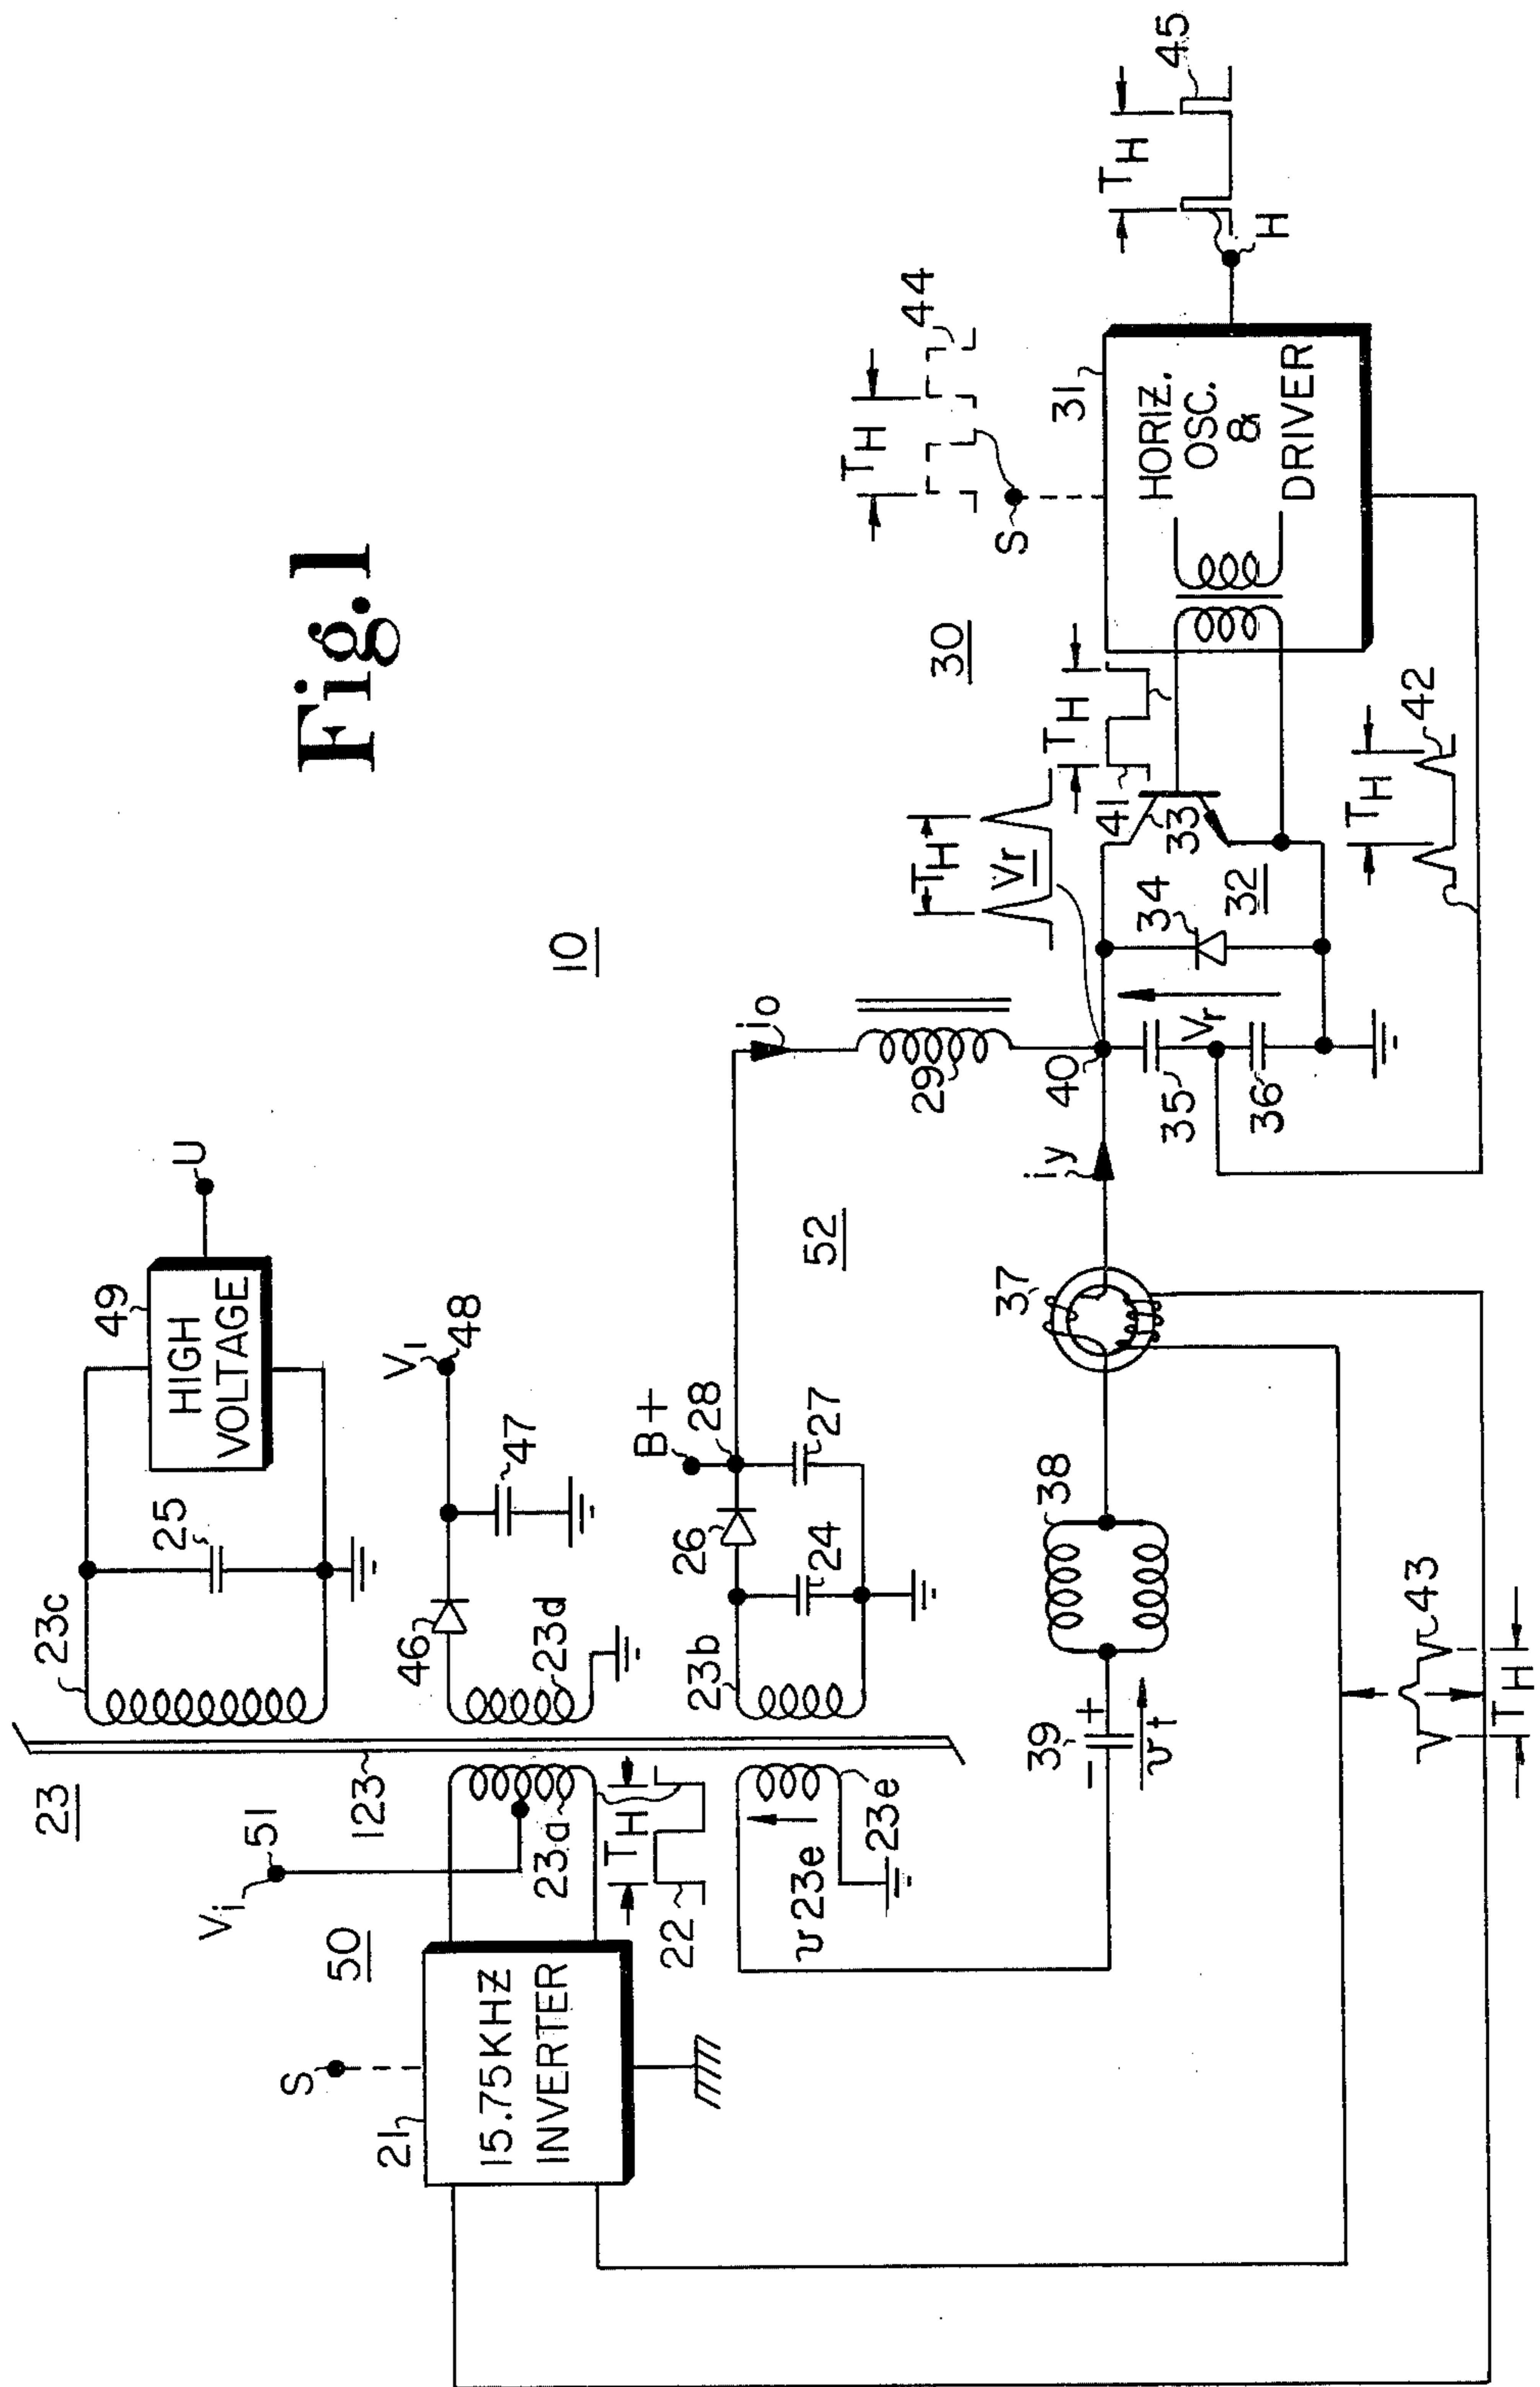 Fig.1
10
23
123
23c
25
49
HIGH
VOLTAGE
U
Vi
51
50
S
21
15.75KHZ
INVERTER
23a
TH
22
46
23d
47
V1
48
23b
26
24
B+
28
27
52
io
29
v23e
23e
39
- +
vt
38
37
iy
40
35
Vr
36
34
32
33
41
TH
Vr
TH
30
31
HORIZ.
OSC.
&
DRIVER
S
TH
44
H
TH
45
TH
42
43
TH